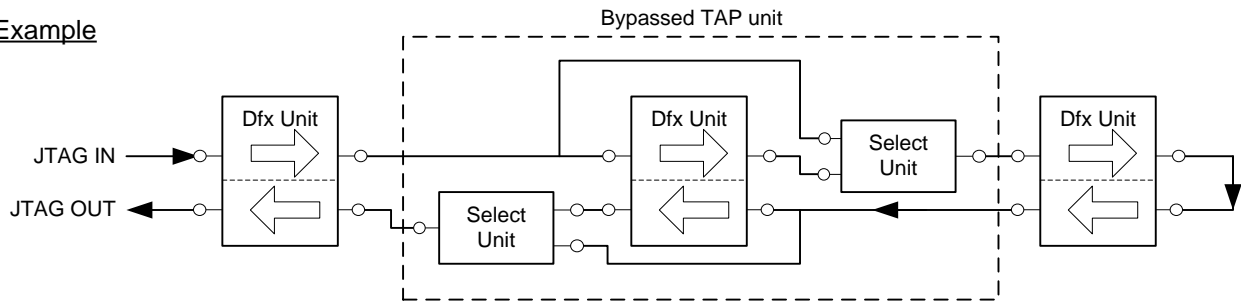 Example
Bypassed TAP unit
Dfx Unit
Dfx Unit
Dfx Unit
Select
Unit
JTAG IN
JTAG OUT
Select
Unit